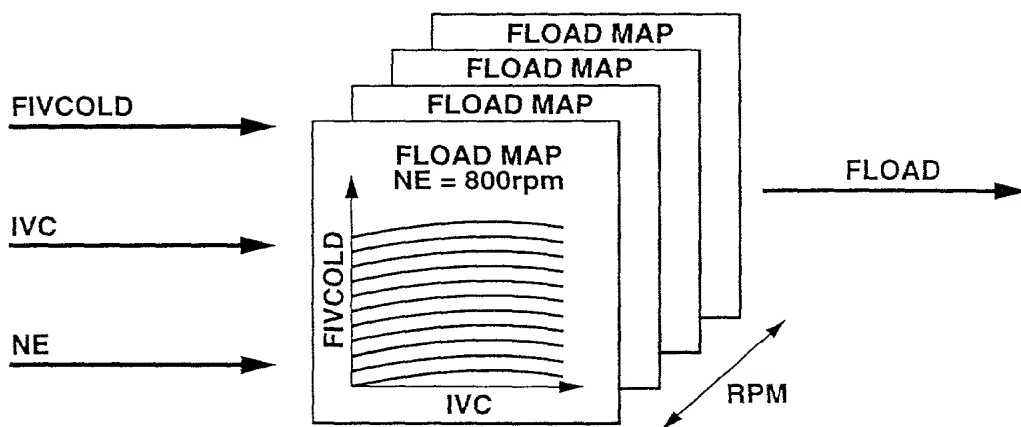 FLOAD MAP
FLOAD MAP
FLOAD MAP
FLOAD MAP
NE = 800rpm
FIVCOLD
IVC
NE
FIVCOLD
IVC
RPM
FLOAD